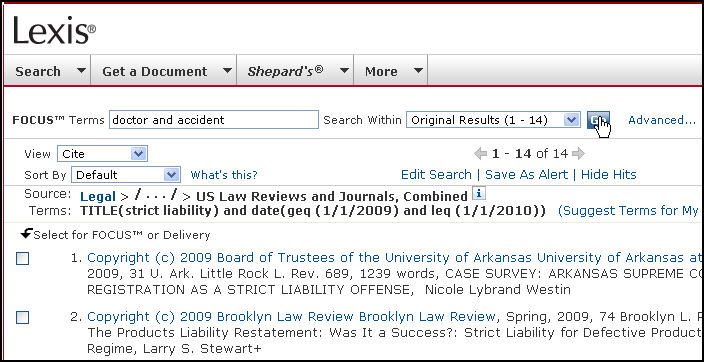 Lexis®
Search Get a Document Shepard's® More
FOCUS™ Terms doctor and accident Search Within Original Results (1 - 14) Advanced...
View Cite 1 - 14 of 14
Sort By Default What's this? Edit Search | Save As Alert | Hide Hits
Source: Legal > / . . . / > US Law Reviews and Journals, Combined i
Terms: TITLE(strict liability) and date(geq (1/1/2009) and leq (1/1/2010)) (Suggest Terms for My
Select for FOCUS™ or Delivery
1. Copyright (c) 2009 Board of Trustees of the University of Arkansas University of Arkansas at
2009, 31 U. Ark. Little Rock L. Rev. 689, 1239 words, CASE SURVEY: ARKANSAS SUPREME CO
REGISTRATION AS A STRICT LIABILITY OFFENSE, Nicole Lybrand Westin
2. Copyright (c) 2009 Brooklyn Law Review Brooklyn Law Review, Spring, 2009, 74 Brooklyn L.
The Products Liability Restatement: Was It a Success?: Strict Liability for Defective Product
Regime, Larry S. Stewart+